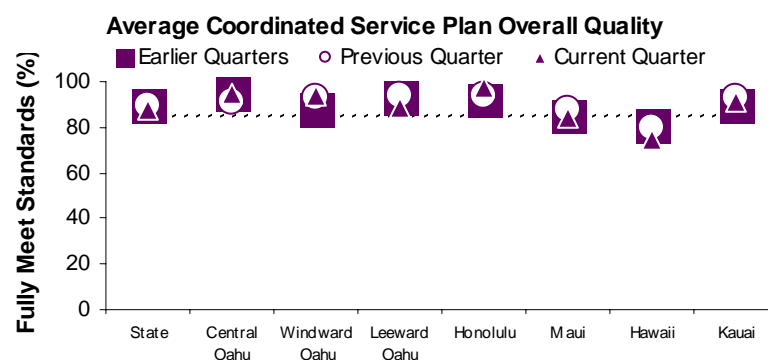 Average Coordinated Service Plan Overall Quality
Earlier Quarters Previous Quarter Current Quarter
Fully Meet Standards (%)
100
80
60
40
20
0
State Central Oahu Windward Oahu Leeward Oahu Honolulu Maui Hawaii Kauai